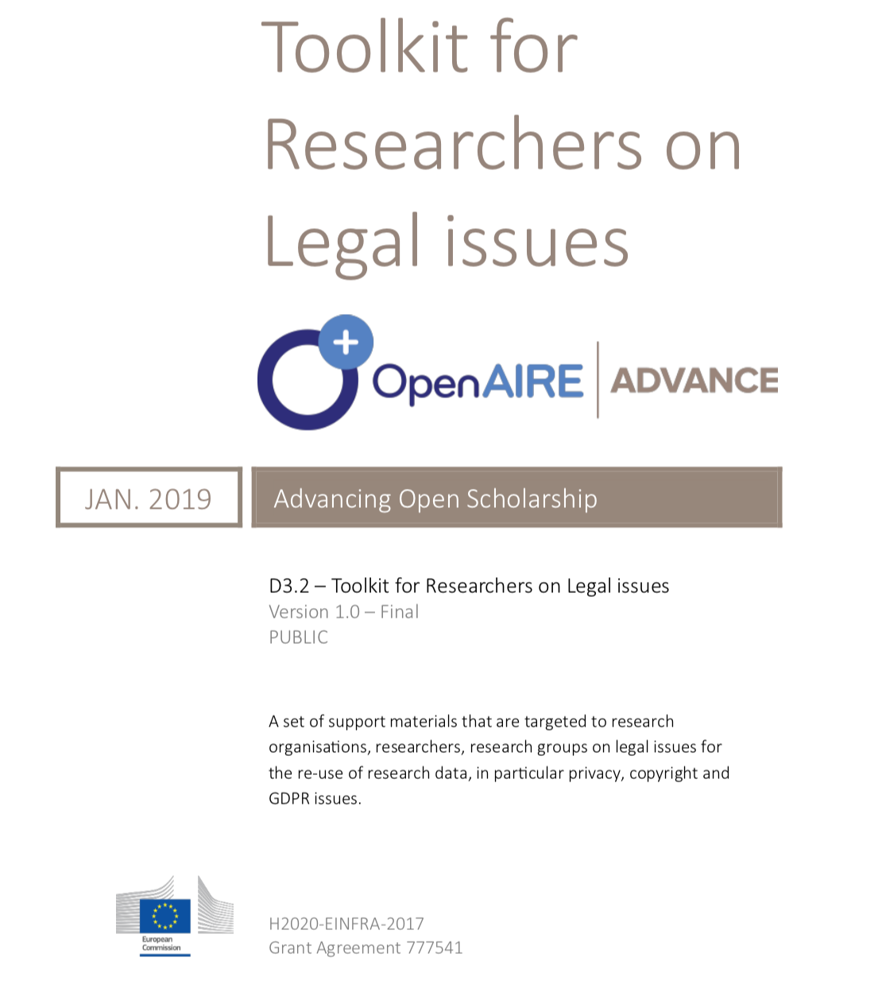 Toolkit for
Researchers on
Legal issues
OpenAIRE | ADVANCE
JAN. 2019
Advancing Open Scholarship
D3.2 – Toolkit for Researchers on Legal issues
Version 1.0 – Final
PUBLIC
A set of support materials that are targeted to research
organisations, researchers, research groups on legal issues for
the re-use of research data, in particular privacy, copyright and
GDPR issues.
European
Commission
H2020-EINFRA-2017
Grant Agreement 777541